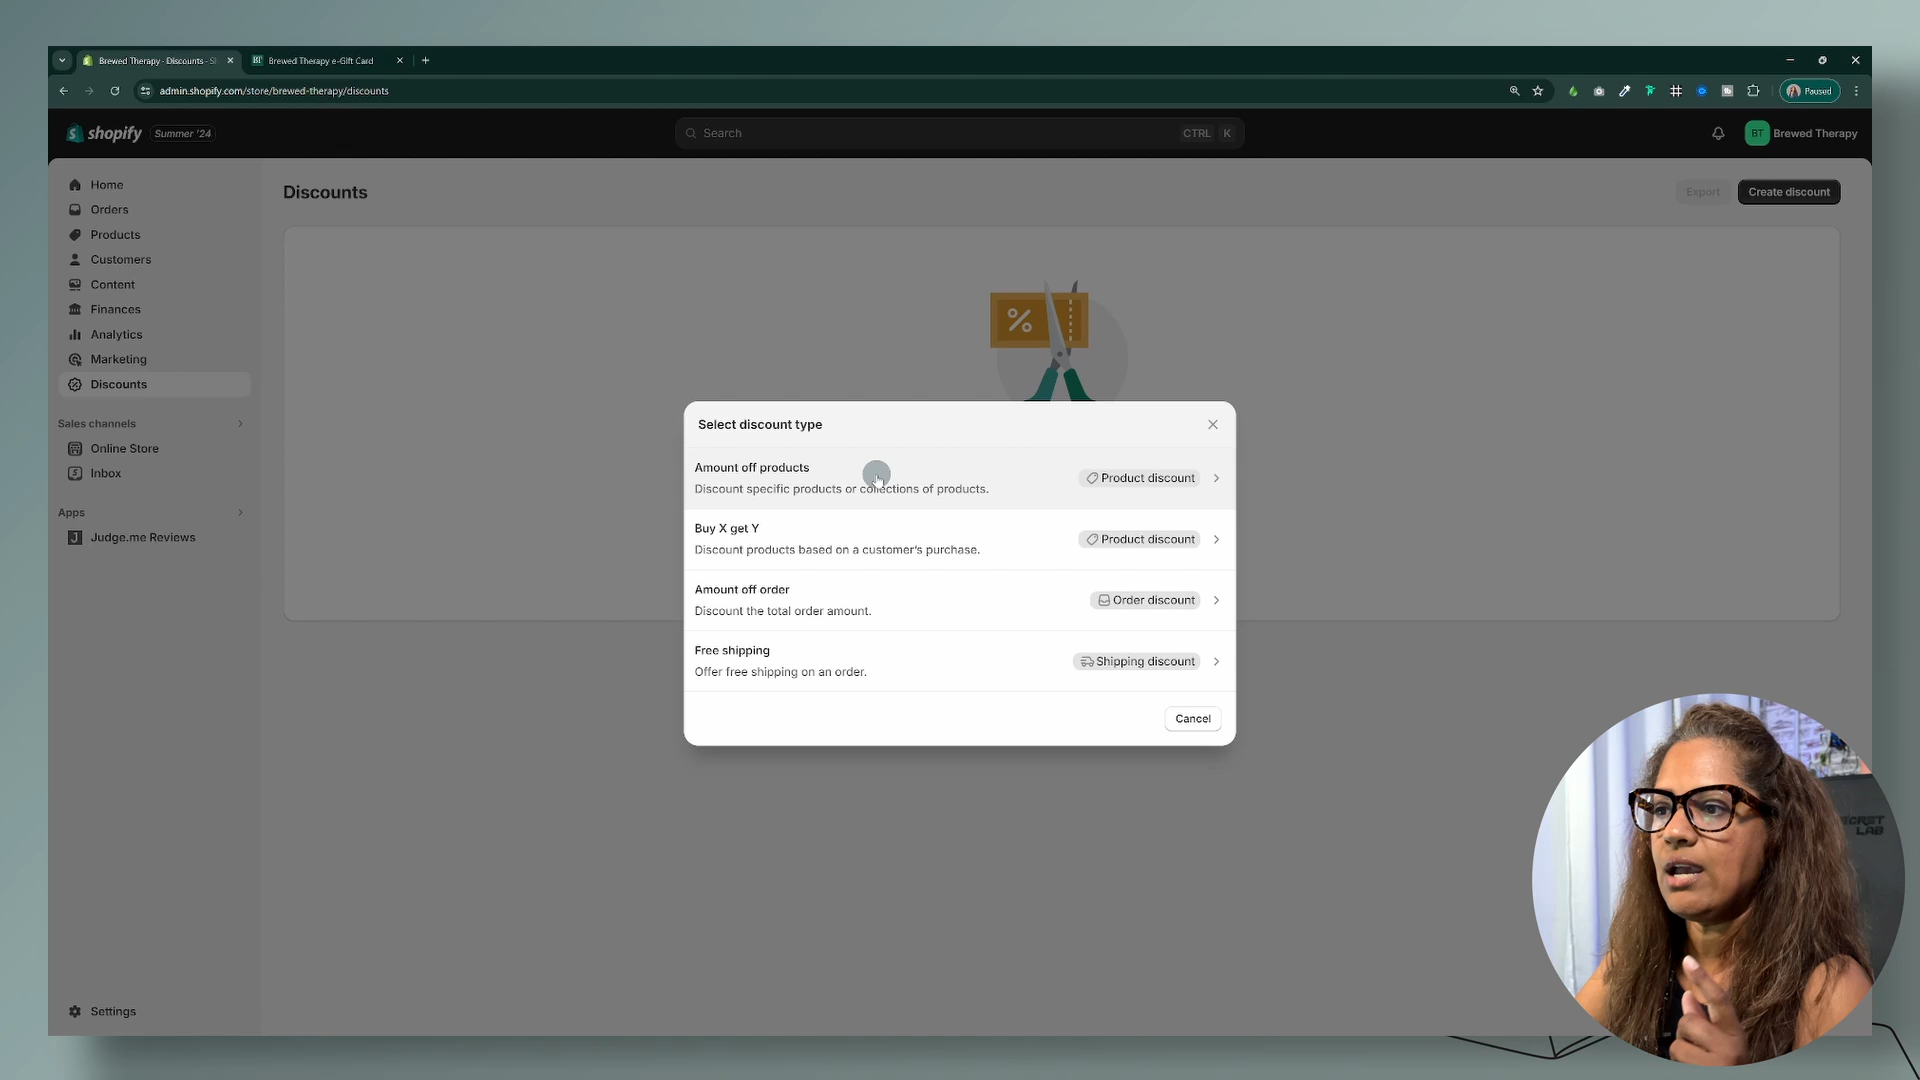 Brewed Therapy · Discounts · S
Brewed Therapy e-Gift Card
admin.shopify.com/store/brewed-therapy/discounts
Paused
shopify
Summer '24
Search
CTRL K
BT
Brewed Therapy
Home
Orders
Products
Customers
Content
Finances
Analytics
Marketing
Discounts
Sales channels
Online Store
Inbox
Apps
Judge.me Reviews
Settings
Discounts
Export
Create discount
%
Select discount type
Amount off products
Discount specific products or collections of products.
Product discount
Buy X get Y
Discount products based on a customer's purchase.
Product discount
Amount off order
Discount the total order amount.
Order discount
Free shipping
Offer free shipping on an order.
Shipping discount
Cancel
LAB